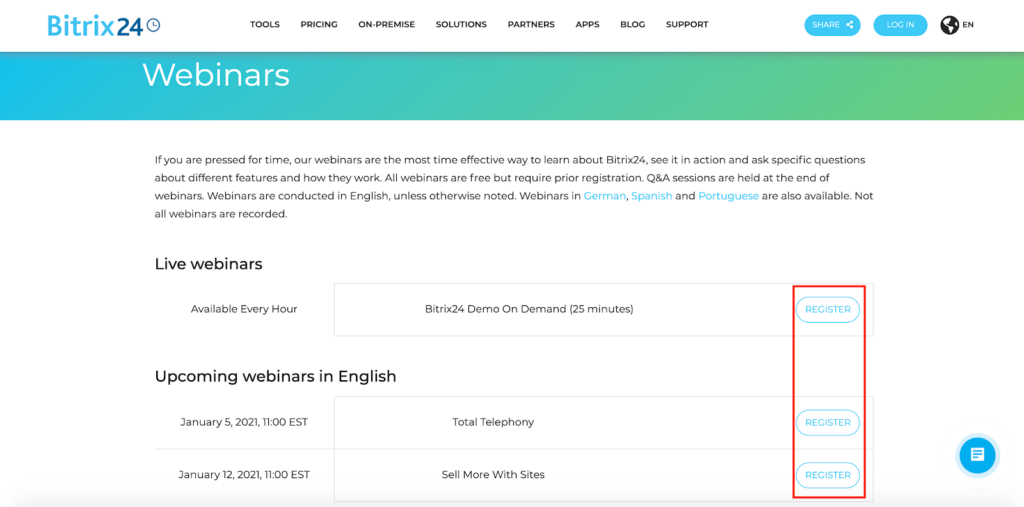 Bitrix24
TOOLS PRICING ON-PREMISE SOLUTIONS PARTNERS APPS BLOG SUPPORT SHARE LOG IN EN
Webinars
If you are pressed for time, our webinars are the most time effective way to learn about Bitrix24, see it in action and ask specific questions
about different features and how they work. All webinars are free but require prior registration. Q&A sessions are held at the end of
webinars. Webinars are conducted in English, unless otherwise noted. Webinars in German, Spanish and Portuguese are also available. Not
all webinars are recorded.
Live webinars
Available Every Hour Bitrix24 Demo On Demand (25 minutes) REGISTER
Upcoming webinars in English
January 5, 2021, 11:00 EST Total Telephony REGISTER
January 12, 2021, 11:00 EST Sell More With Sites REGISTER